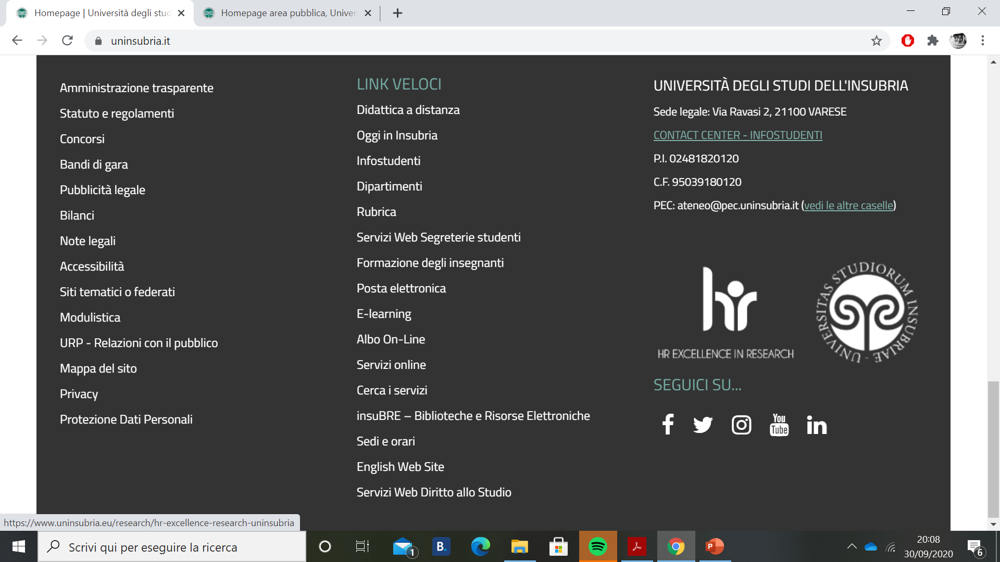 Homepage | Università degli stud
Homepage area pubblica, Univer
uninsubria.it
Amministrazione trasparente
Statuto e regolamenti
Concorsi
Bandi di gara
Pubblicità legale
Bilanci
Note legali
Accessibilità
Siti tematici o federati
Modulistica
URP - Relazioni con il pubblico
Mappa del sito
Privacy
Protezione Dati Personali
LINK VELOCI
Didattica a distanza
Oggi in Insubria
Infostudenti
Dipartimenti
Rubrica
Servizi Web Segreterie studenti
Formazione degli insegnanti
Posta elettronica
E-learning
Albo On-Line
Servizi online
Cerca i servizi
insuBRE – Biblioteche e Risorse Elettroniche
Sedi e orari
English Web Site
Servizi Web Diritto allo Studio
UNIVERSITÀ DEGLI STUDI DELL'INSUBRIA
Sede legale: Via Ravasi 2, 21100 VARESE
CONTACT CENTER - INFOSTUDENTI
P.I. 02481820120
C.F. 95039180120
PEC: ateneo@pec.uninsubria.it (vedi le altre caselle)
hr
HR EXCELLENCE IN RESEARCH
UNIVERSITAS STUDIORUM INSUBRIAE -
SEGUICI SU...
You
Tube
in
https://www.uninsubria.eu/research/hr-excellence-research-uninsubria
Scrivi qui per eseguire la ricerca
1
B.
P
20:08
30/09/2020
6